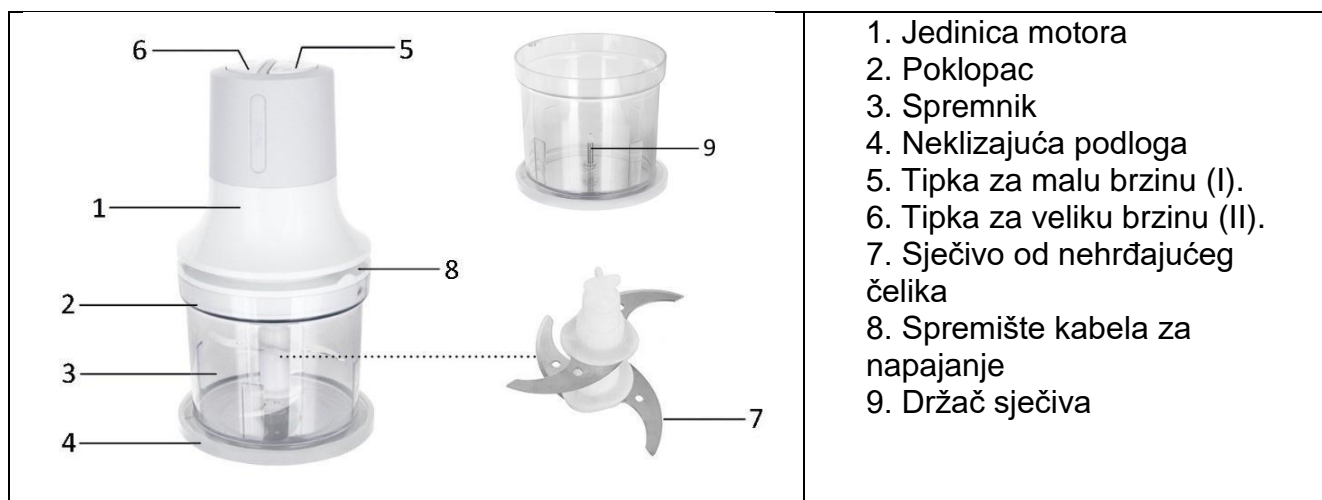 6
5
9
1
8
2
3
7
4
1. Jedinica motora
2. Poklopac
3. Spremnik
4. Neklizajuća podloga
5. Tipka za malu brzinu (I).
6. Tipka za veliku brzinu (II).
7. Sječivo od nehrđajućeg
čelika
8. Spremište kabela za
napajanje
9. Držač sječiva